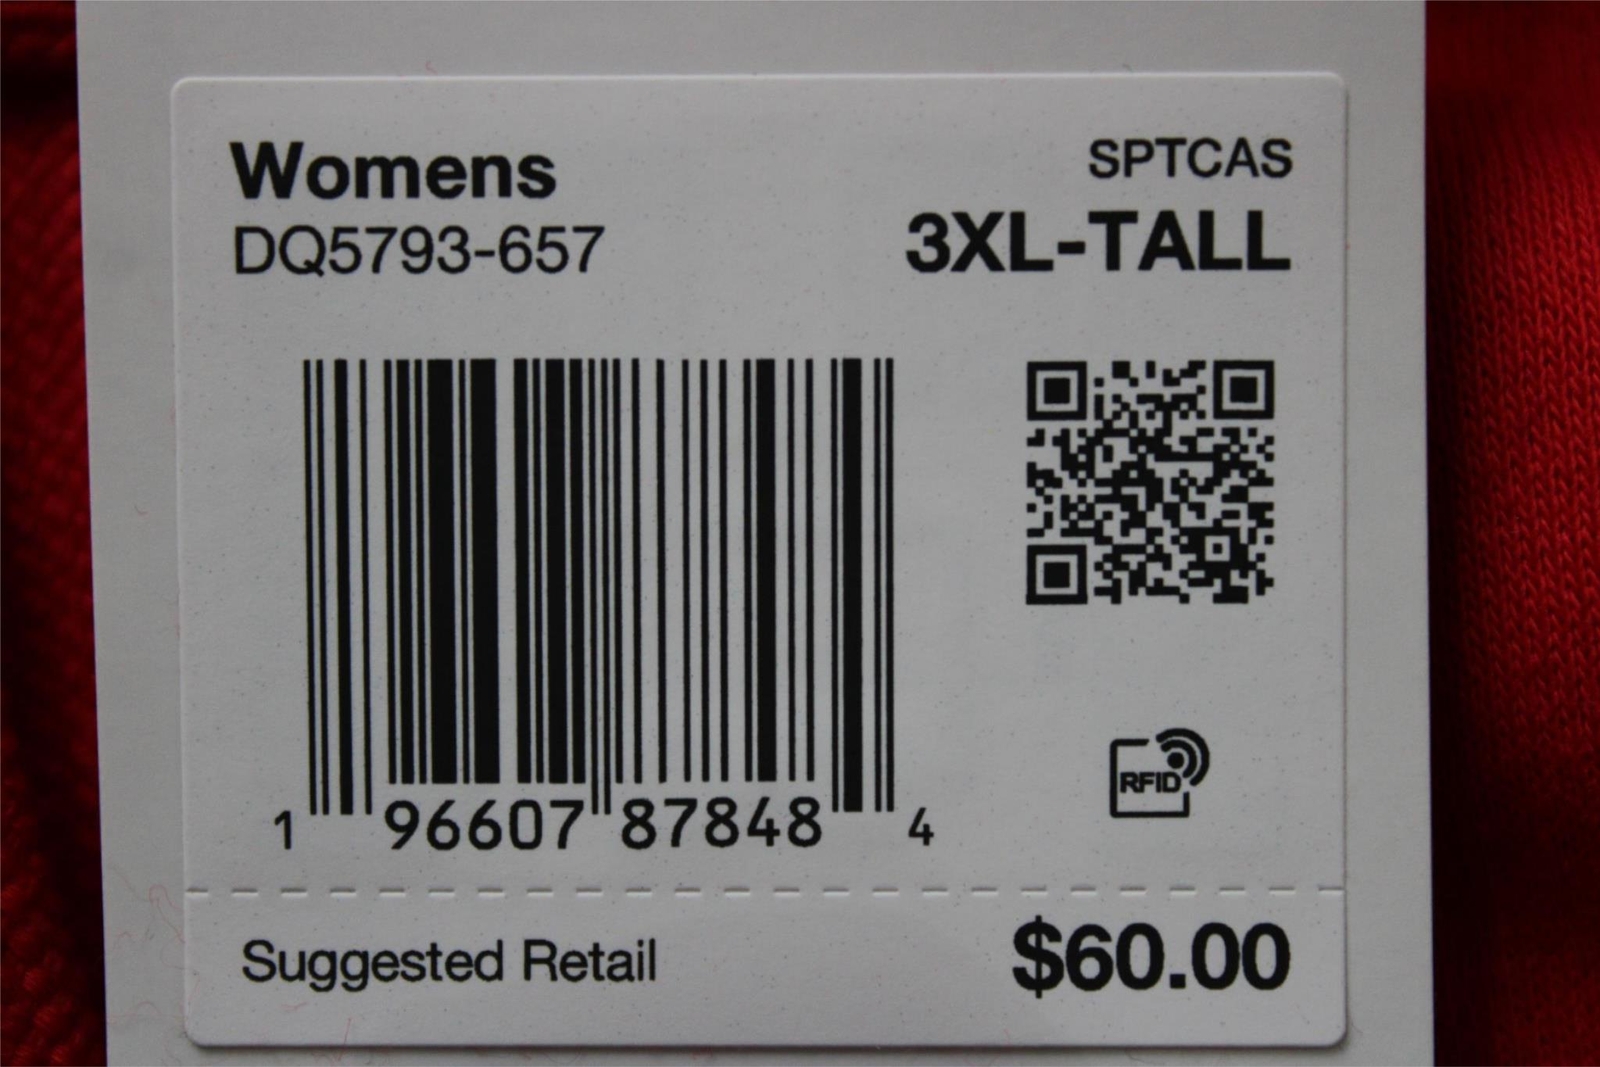 Womens
SPTCAS
DQ5793-657
3XL-TALL
RFID
1 96607 87848 4
Suggested Retail
$60.00